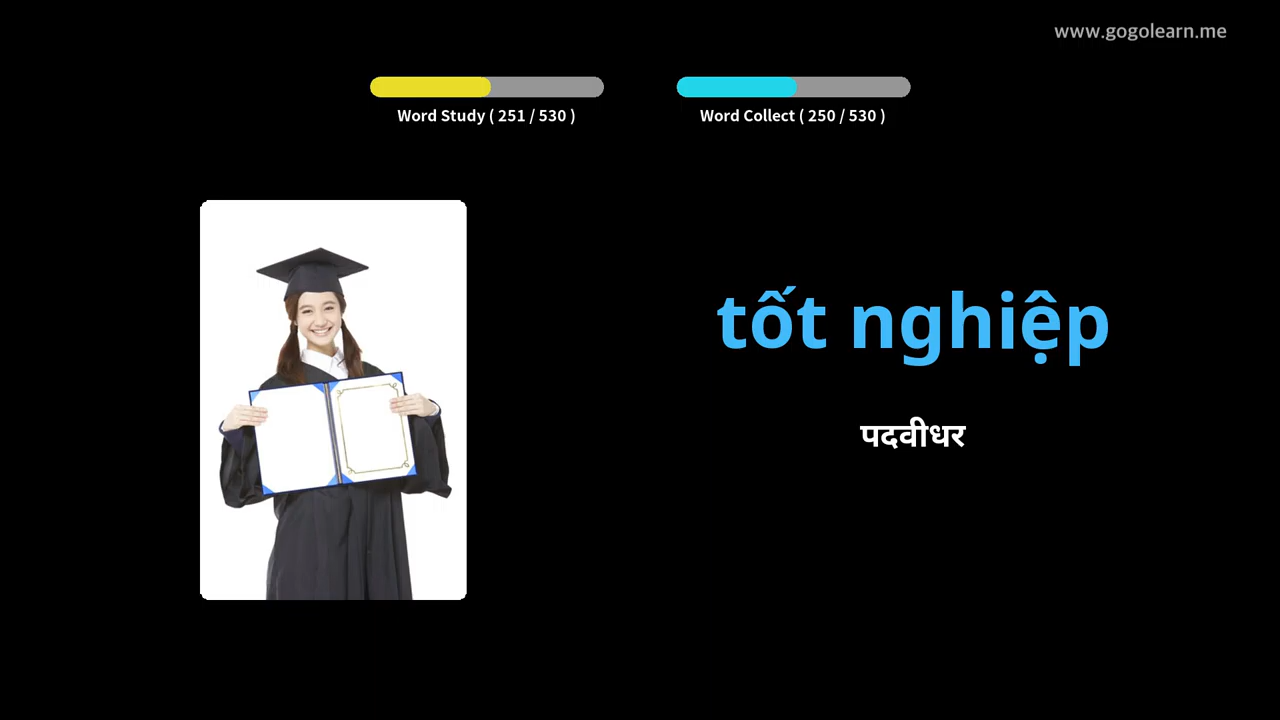 www.gogolearn.me
Word Study ( 251 / 530 )
Word Collect ( 250 / 530 )
tốt nghiệp
पदवीधर